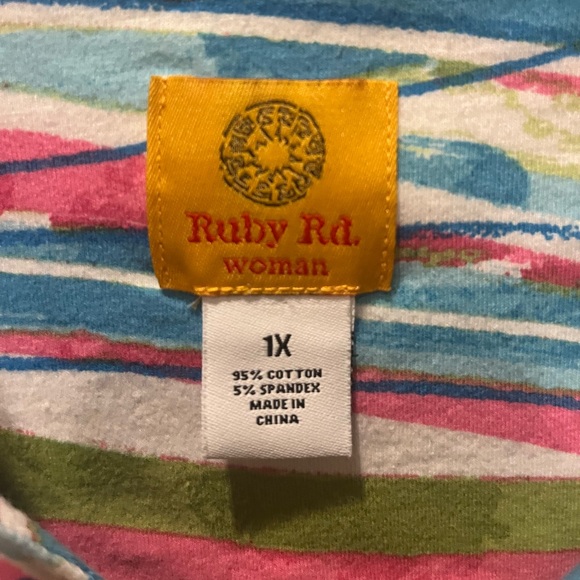 Ruby Rd.
woman
1X
95% COTTON
5% SPANDEX
MADE IN
CHINA